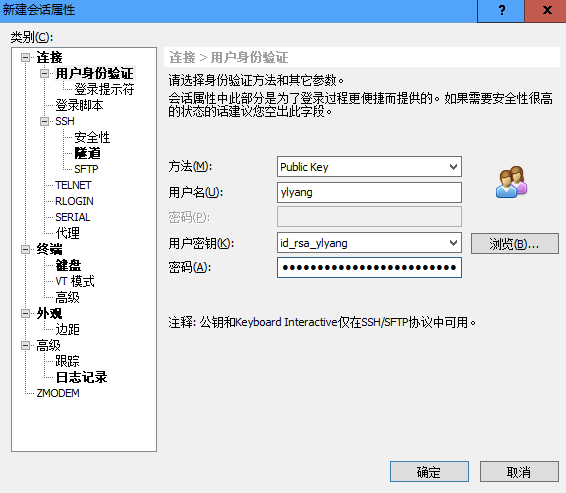 新建会话属性
?
类别(C):
连接
用户身份验证
登录提示符
登录脚本
SSH
安全性
隧道
SFTP
TELNET
RLOGIN
SERIAL
代理
终端
键盘
VT 模式
高级
外观
边距
高级
跟踪
日志记录
ZMODEM
连接 > 用户身份验证
请选择身份验证方法和其它参数。
会话属性中此部分是为了登录过程更便捷而提供的。如果需要安全性很高
的状态的话建议您空出此字段。
方法(M): Public Key
用户名(U): ylyang
密码(P):
用户密钥(K): id_rsa_ylyang 浏览(B)...
密码(A): ●●●●●●●●●●●●●●●●●●●●●●●●●
注释: 公钥和Keyboard Interactive仅在SSH/SFTP协议中可用。
确定 取消